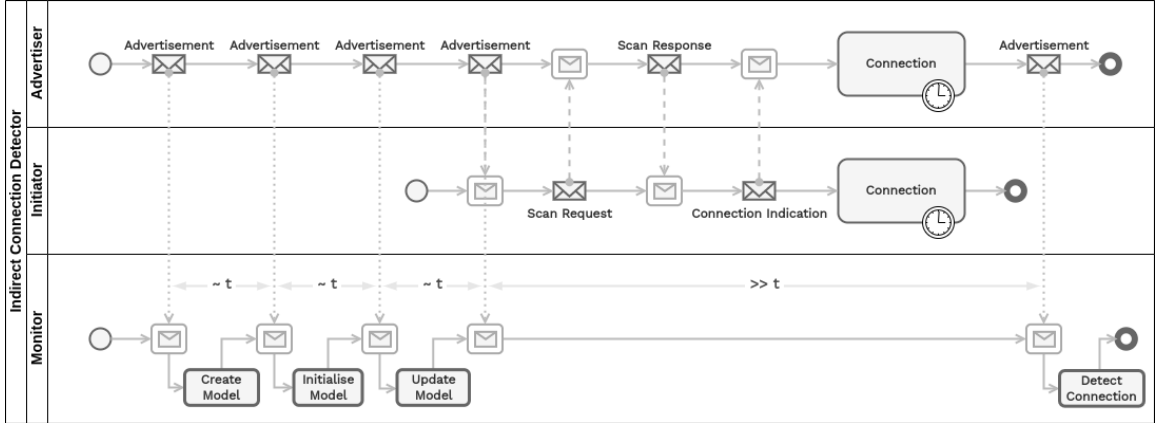 Indirect Connection Detector
Advertiser
Advertisement
Advertisement
Advertisement
Advertisement
Scan Response
Connection
Advertisement
Initiator
Scan Request
Connection Indication
Connection
Monitor
~ t
~ t
~ t
>> t
Create
Model
Initialise
Model
Update
Model
Detect
Connection